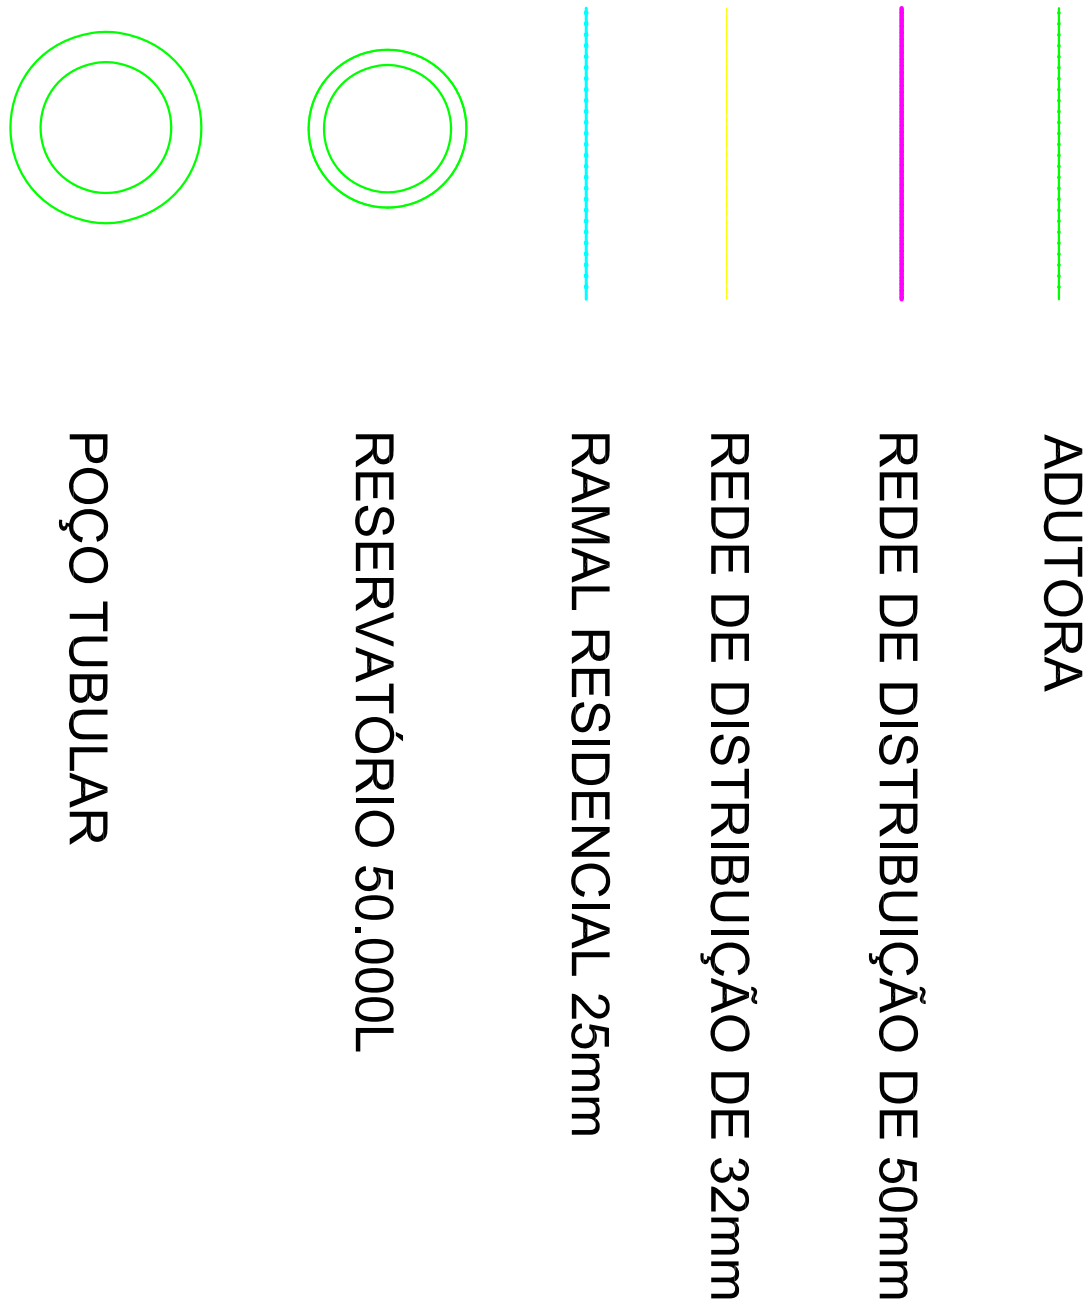 ADUTORA
REDE DE DISTRIBUIÇÃO DE 50mm
REDE DE DISTRIBUIÇÃO DE 32mm
RAMAL RESIDENCIAL 25mm
RESERVATÓRIO 50.000L
POÇO TUBULAR